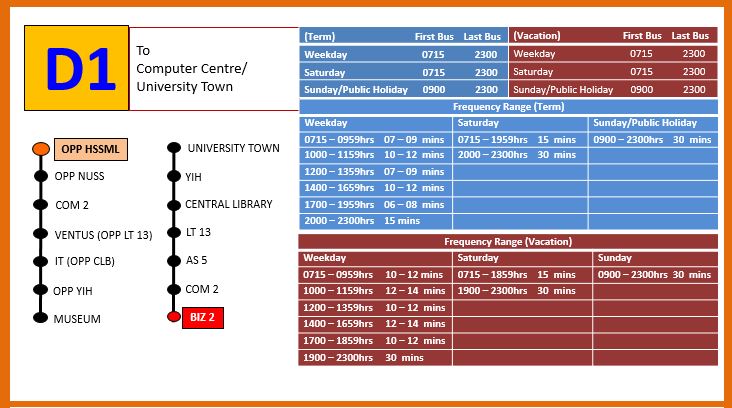 D1
To
Computer Centre/
University Town
(Term) First Bus Last Bus
Weekday 0715 2300
Saturday 0715 2300
Sunday/Public Holiday 0900 2300
(Vacation) First Bus Last Bus
Weekday 0715 2300
Saturday 0715 2300
Sunday/Public Holiday 0900 2300
OPP HSSML
OPP NUSS
COM 2
VENTUS (OPP LT 13)
IT (OPP CLB)
OPP YIH
MUSEUM
UNIVERSITY TOWN
YIH
CENTRAL LIBRARY
LT 13
AS 5
COM 2
BIZ 2
Frequency Range (Term)
Weekday Saturday Sunday/Public Holiday
0715 – 0959hrs 07 – 09 mins 0715 – 1959hrs 15 mins 0900 – 2300hrs 30 mins
1000 – 1159hrs 10 – 12 mins 2000 – 2300hrs 30 mins
1200 – 1359hrs 07 – 09 mins
1400 – 1659hrs 10 – 12 mins
1700 – 1959hrs 06 – 08 mins
2000 – 2300hrs 15 mins
Frequency Range (Vacation)
Weekday Saturday Sunday
0715 – 0959hrs 10 – 12 mins 0715 – 1859hrs 15 mins 0900 – 2300hrs 30 mins
1000 – 1159hrs 12 – 14 mins 1900 – 2300hrs 30 mins
1200 – 1359hrs 10 – 12 mins
1400 – 1659hrs 12 – 14 mins
1700 – 1859hrs 10 – 12 mins
1900 – 2300hrs 30 mins